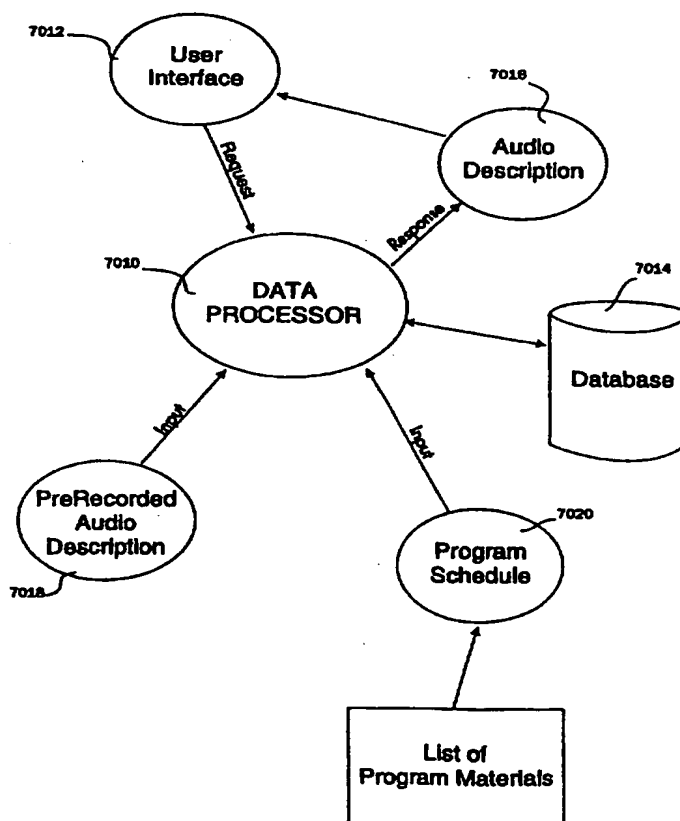 7012
User
Interface
7016
Audio
Description
Request
Response
7010
DATA
PROCESSOR
7014
Database
Input
Input
PreRecorded
Audio
Description
7018
7020
Program
Schedule
List of
Program Materials